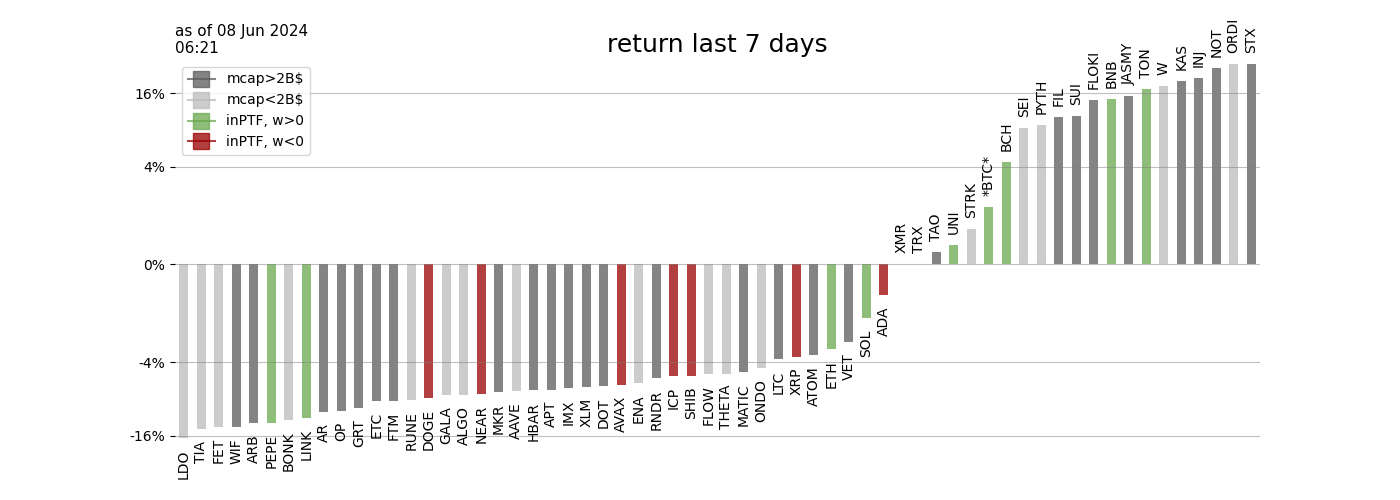 as of 08 Jun 2024
06:21
return last 7 days
mcap>2B$
mcap<2B$
inPTF, w>0
inPTF, w<0
16%
4%
0%
-4%
-16%
LDO
TIA
FET
WIF
ARB
PEPE
BONK
LINK
AR
OP
GRT
ETC
FTM
RUNE
DOGE
GALA
ALGO
NEAR
MKR
AAVE
HBAR
APT
IMX
XLM
DOT
AVAX
ENA
RNDR
ICP
SHIB
FLOW
THETA
MATIC
ONDO
LTC
XRP
ATOM
ETH
VET
SOL
ADA
XMR
TRX
TAO
UNI
STRK
*BTC*
BCH
SEI
PYTH
FIL
SUI
FLOKI
BNB
JASMY
TON
W
KAS
INJ
NOT
ORDI
STX